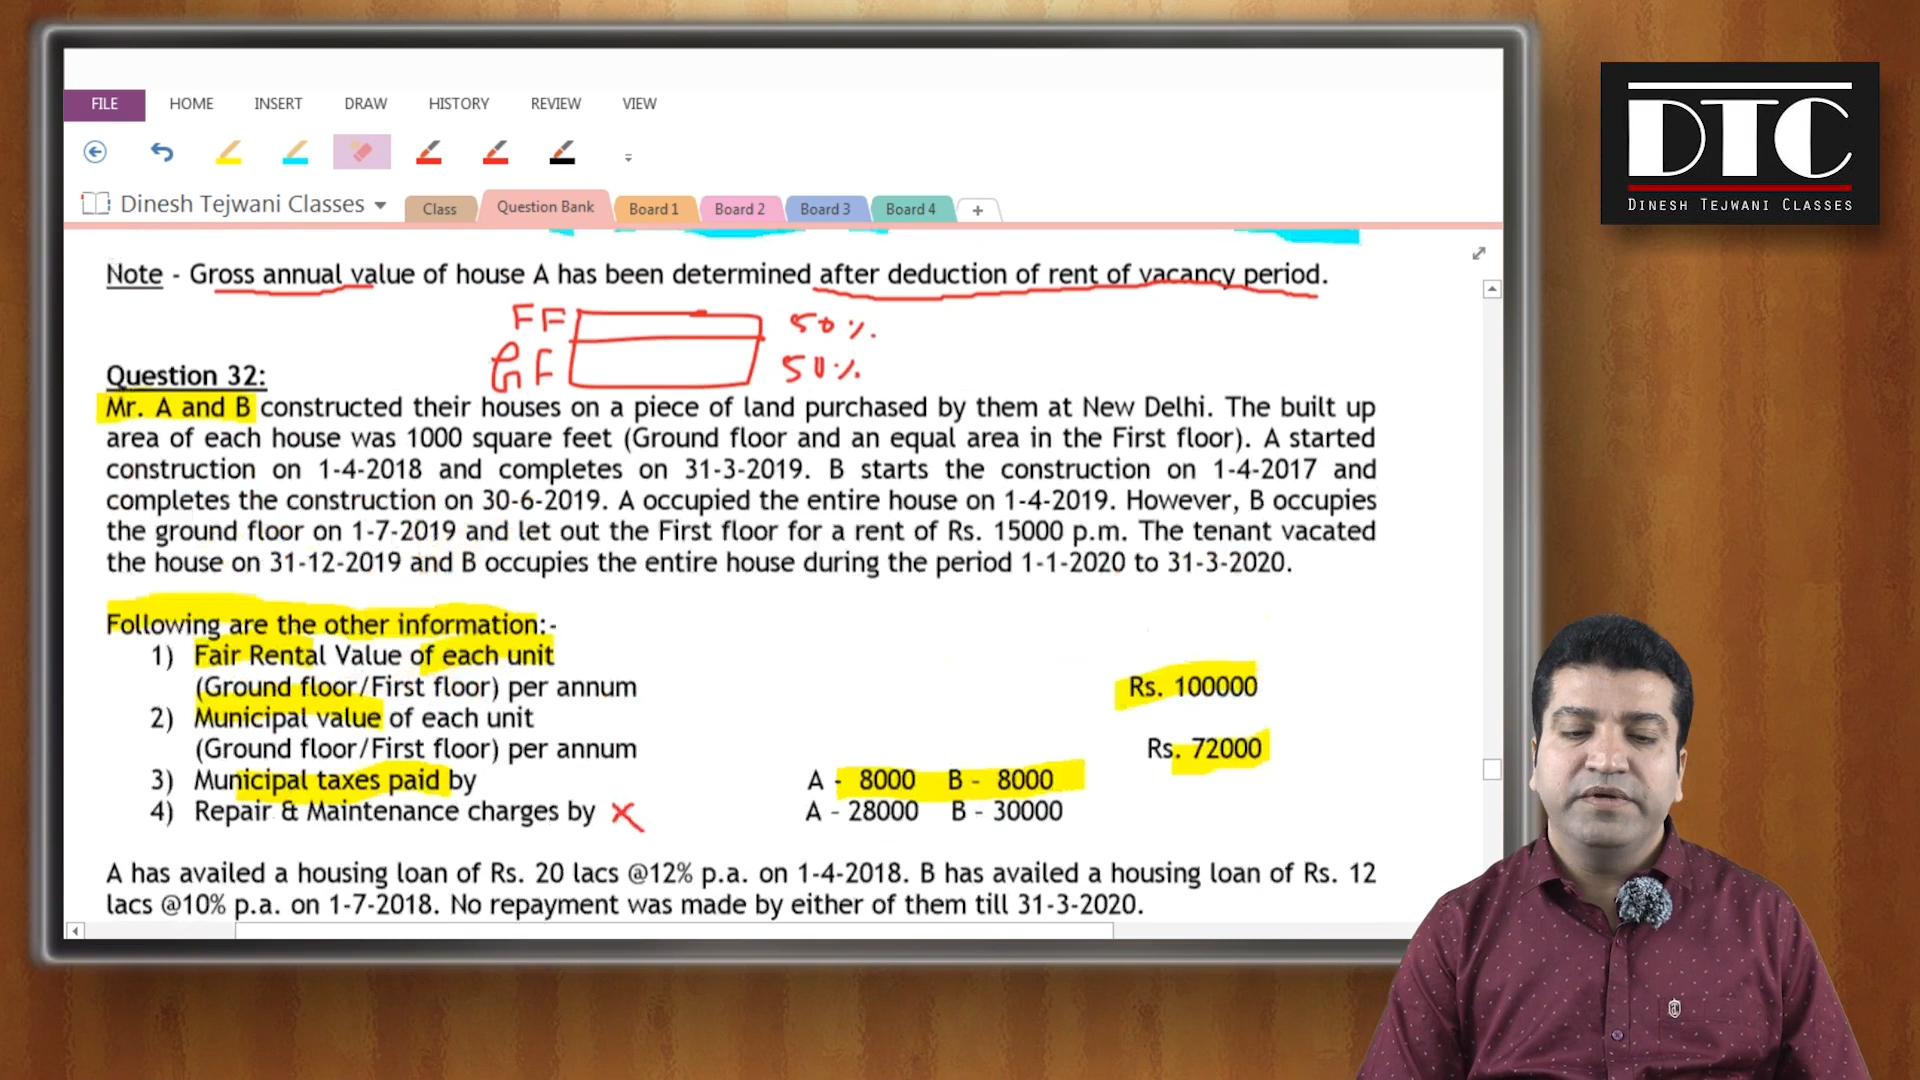 FILE HOME INSERT DRAW HISTORY REVIEW VIEW
DTC
DINESH TEJWANI CLASSES
Dinesh Tejwani Classes Class Question Bank Board 1 Board 2 Board 3 Board 4 +
Note - Gross annual value of house A has been determined after deduction of rent of vacancy period.
FF 50%.
GF 50%.
Question 32:
Mr. A and B constructed their houses on a piece of land purchased by them at New Delhi. The built up
area of each house was 1000 square feet (Ground floor and an equal area in the First floor). A started
construction on 1-4-2018 and completes on 31-3-2019. B starts the construction on 1-4-2017 and
completes the construction on 30-6-2019. A occupied the entire house on 1-4-2019. However, B occupies
the ground floor on 1-7-2019 and let out the First floor for a rent of Rs. 15000 p.m. The tenant vacated
the house on 31-12-2019 and B occupies the entire house during the period 1-1-2020 to 31-3-2020.
Following are the other information:-
1) Fair Rental Value of each unit
(Ground floor/First floor) per annum Rs. 100000
2) Municipal value of each unit
(Ground floor/First floor) per annum Rs. 72000
3) Municipal taxes paid by A - 8000 B - 8000
4) Repair & Maintenance charges by A - 28000 B - 30000
A has availed a housing loan of Rs. 20 lacs @12% p.a. on 1-4-2018. B has availed a housing loan of Rs. 12
lacs @10% p.a. on 1-7-2018. No repayment was made by either of them till 31-3-2020.